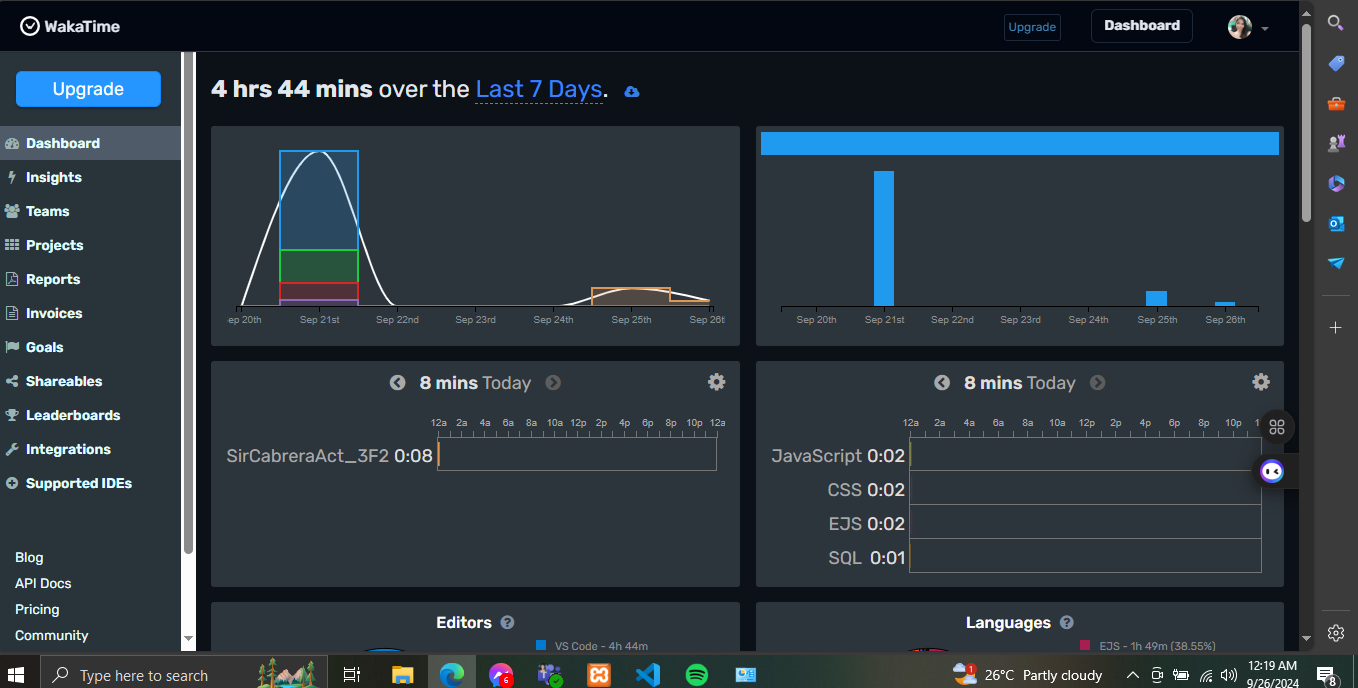 WakaTime
Upgrade
Dashboard
Upgrade
Dashboard
Insights
Teams
Projects
Reports
Invoices
Goals
Shareables
Leaderboards
Integrations
Supported IDEs
Blog
API Docs
Pricing
Community
4 hrs 44 mins over the Last 7 Days.
ep 20th Sep 21st Sep 22nd Sep 23rd Sep 24th Sep 25th Sep 26t
Sep 20th Sep 21st Sep 22nd Sep 23rd Sep 24th Sep 25th Sep 26th
8 mins Today
12a 2a 4a 6a 8a 10a 12p 2p 4p 6p 8p 10p 12a
SirCabreraAct_3F2 0:08
8 mins Today
12a 2a 4a 6a 8a 10a 12p 2p 4p 6p 8p 10p 1
JavaScript 0:02
CSS 0:02
EJS 0:02
SQL 0:01
Editors ?
VS Code - 4h 44m
Languages ?
EJS - 1h 49m (38.55%)
Type here to search
6
1
26°C Partly cloudy
12:19 AM
9/26/2024
8